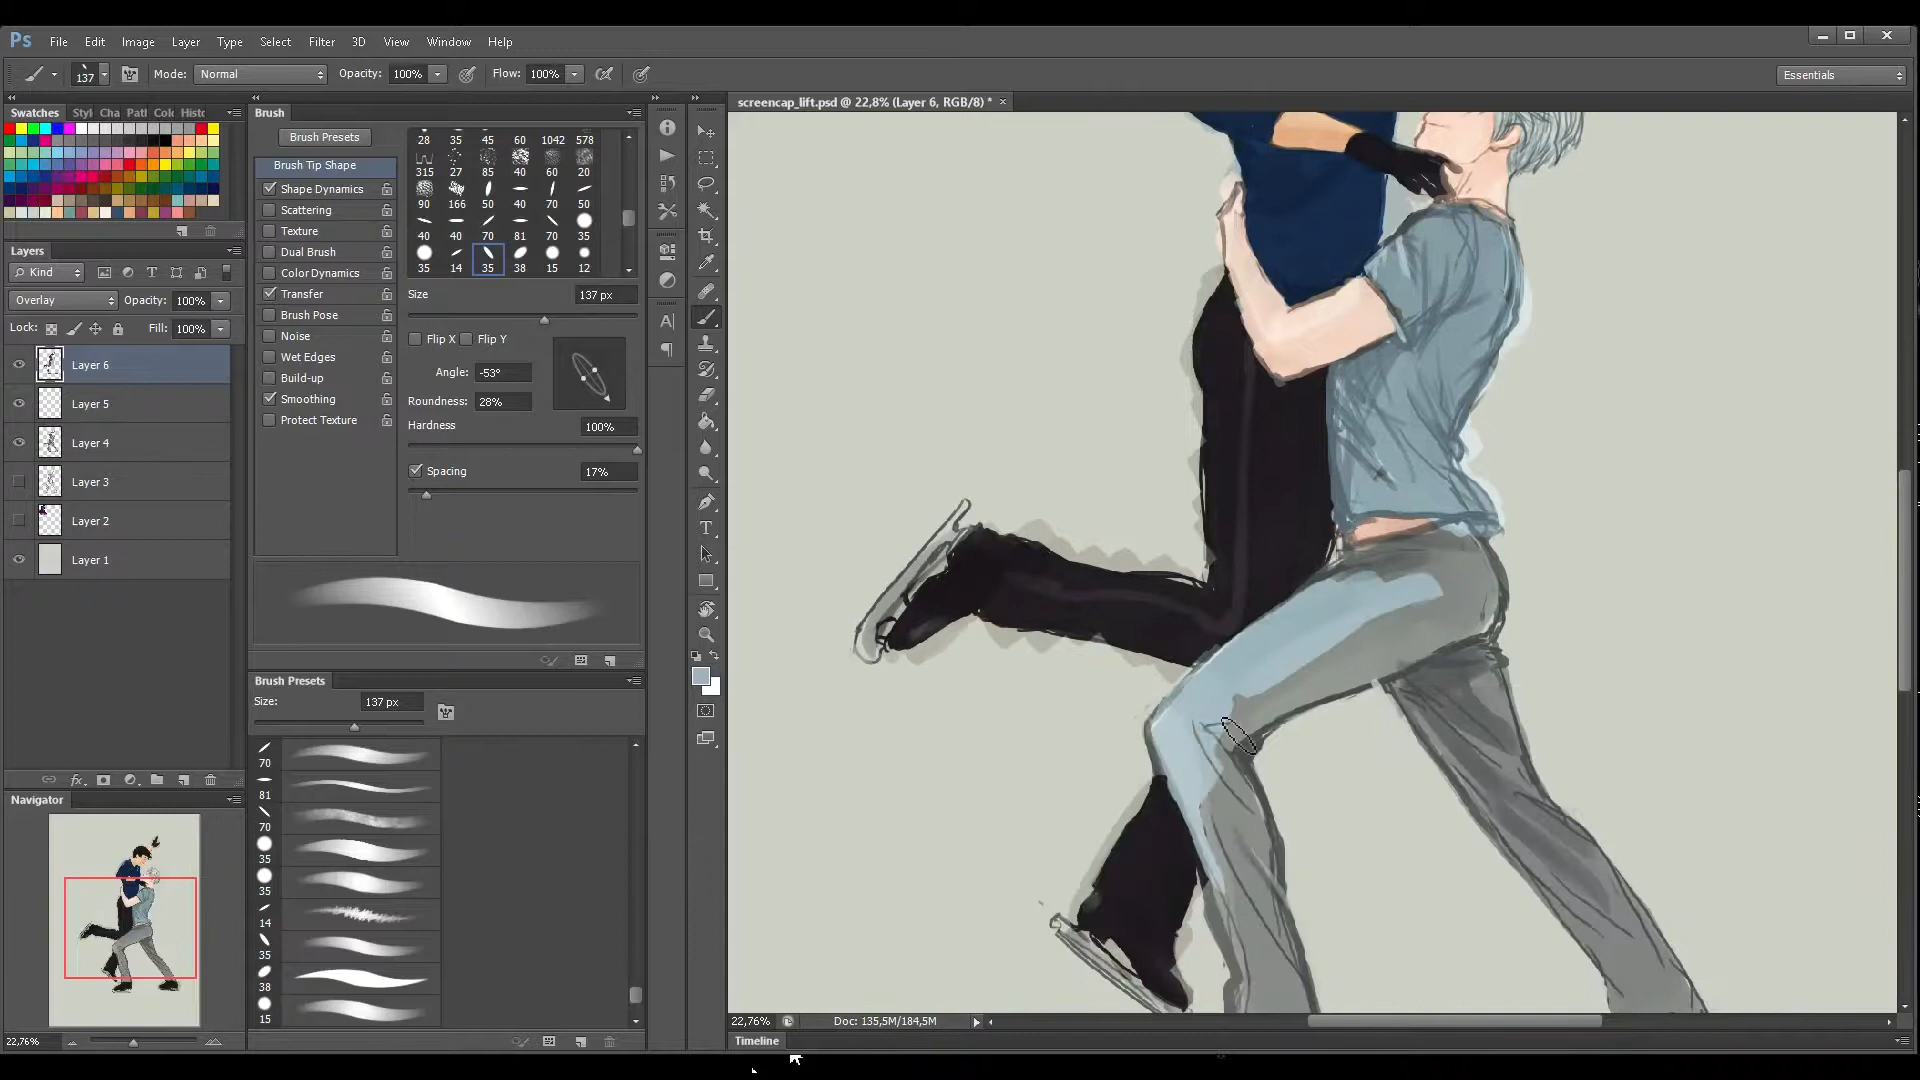 Ps File Edit Image Layer Type Select Filter 3D View Window Help
137 Mode: Normal Opacity: 100% Flow: 100% Essentials
Swatches Styl Cha Patl Col Histc
Brush
screencap_lift.psd @ 22,8% (Layer 6, RGB/8) * ×
Brush Presets
Brush Tip Shape
Shape Dynamics
Scattering
Texture
Dual Brush
Color Dynamics
Transfer
Brush Pose
Noise
Wet Edges
Build-up
Smoothing
Protect Texture
28 35 45 60 1042 578
315 27 85 40 60 20
90 166 50 40 70 50
40 40 70 81 70 35
35 14 35 38 15 12
Size 137 px
Flip X Flip Y
Angle: -53°
Roundness: 28%
Hardness 100%
Spacing 17%
Layers
Kind
Overlay Opacity: 100%
Lock: Fill: 100%
Layer 6
Layer 5
Layer 4
Layer 3
Layer 2
Layer 1
fx
Navigator
22,76%
Brush Presets
Size: 137 px
70
81
70
35
35
14
35
38
15
22,76% Doc: 135,5M/184,5M
Timeline